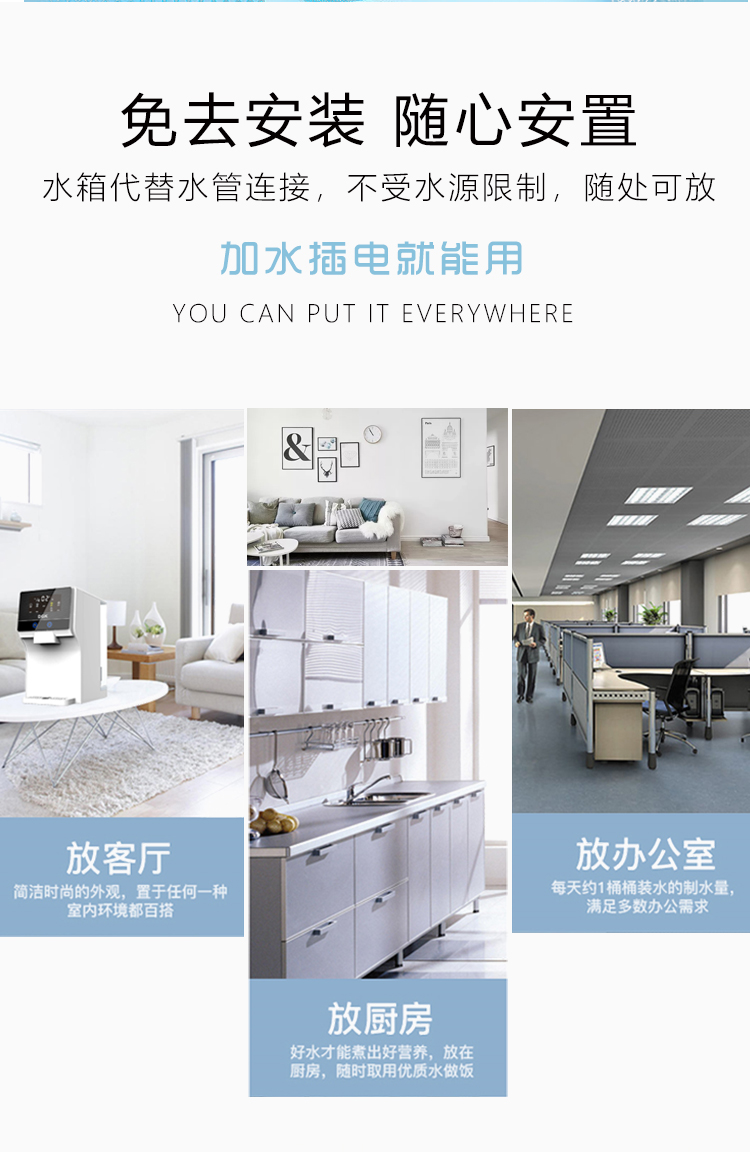 免去安装 随心安置
水箱代替水管连接，不受水源限制，随处可放
加水插电就能用
YOU CAN PUT IT EVERYWHERE
&
放客厅
简洁时尚的外观，置于任何一种
室内环境都百搭
放厨房
好水才能煮出好营养，放在
厨房，随时取用优质水做饭
放办公室
每天约1桶桶装水的制水量，
满足多数办公需求